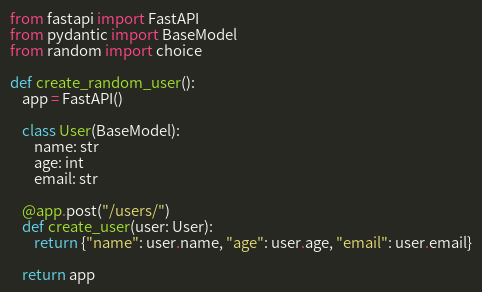 from fastapi import FastAPI
from pydantic import BaseModel
from random import choice

def create_random_user():
    app = FastAPI()

    class User(BaseModel):
        name: str
        age: int
        email: str

    @app.post("/users/")
    def create_user(user: User):
        return {"name": user.name, "age": user.age, "email": user.email}

    return app